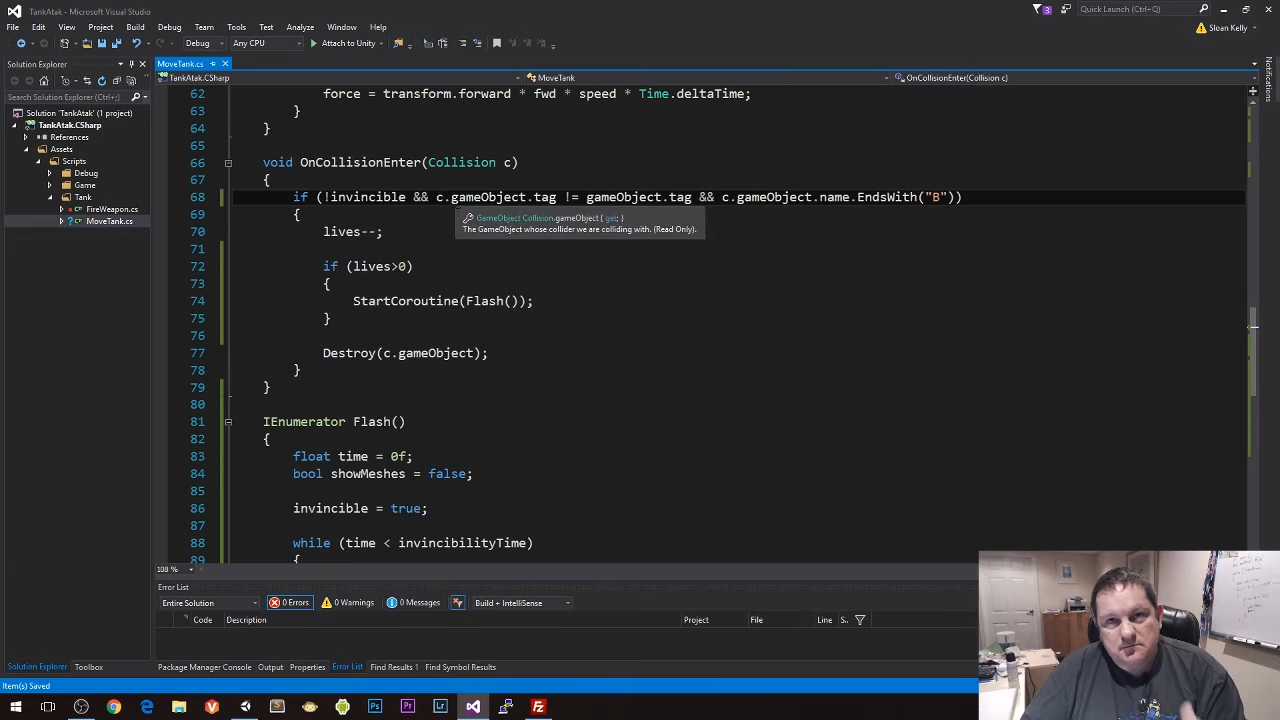 TankAtak - Microsoft Visual Studio
3
Quick Launch (Ctrl+;)
File Edit View Project Build Debug Team Tools Analyze Window Help
Sloan Kelly
Debug Any CPU Attach to Unity
Solution Explorer
Search Solution Explorer (Ctrl+;)
Solution 'TankAtak' (1 project)
TankAtak.CSharp
References
Assets
Scripts
Debug
Game
Tank
FireWeapon.cs
MoveTank.cs
MoveTank.cs
TankAtak.CSharp MoveTank OnCollisionEnter(Collision c)
62 force = transform.forward * fwd * speed * Time.deltaTime;
63 }
64 }
65
66 void OnCollisionEnter(Collision c)
67 {
68 if (!invincible && c.gameObject.tag != gameObject.tag && c.gameObject.name.EndsWith("B"))
69 {
GameObject Collision.gameObject { get; }
The GameObject whose collider we are colliding with. (Read Only).
70 lives--;
71
72 if (lives>0)
73 {
74 StartCoroutine(Flash());
75 }
76
77 Destroy(c.gameObject);
78 }
79 }
80
81 IEnumerator Flash()
82 {
83 float time = 0f;
84 bool showMeshes = false;
85
86 invincible = true;
87
88 while (time < invincibilityTime)
89 {
108 %
Error List
Entire Solution 0 Errors 0 Warnings 0 Messages Build + IntelliSense
Code Description Project File Line S..
Solution Explorer Toolbox Package Manager Console Output Properties Error List Find Results 1 Find Symbol Results
Item(s) Saved
Notifications